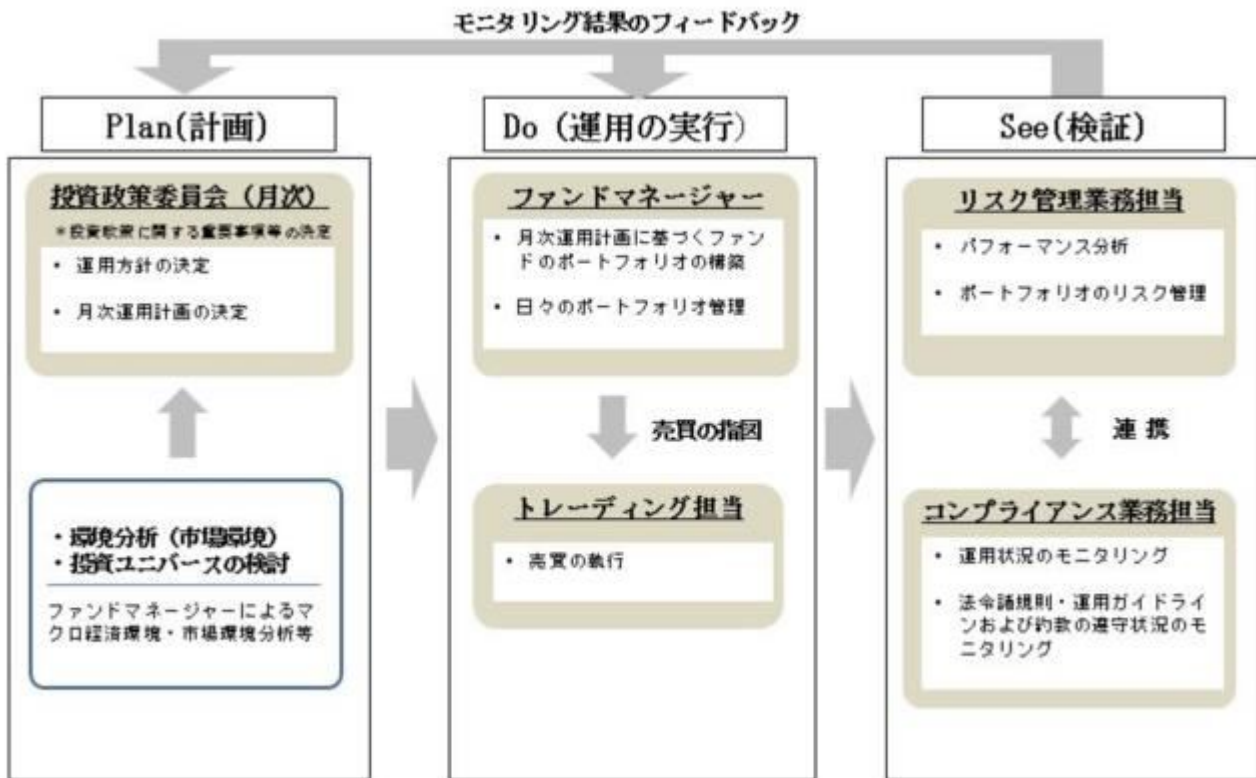 モニタリング結果のフィードバック
Plan(計画)
投資政策委員会(月次)
*投資政策に関する重要事項等の決定
・ 運用方針の決定
・ 月次運用計画の決定
・環境分析(市場環境)
・投資ユニバースの検討
ファンドマネージャーによるマ
クロ経済環境・市場環境分析等
Do (運用の実行)
ファンドマネージャー
・ 月次運用計画に基づくファン
ドのポートフォリオの構築
・ 日々のポートフォリオ管理
売買の指図
トレーディング担当
・ 売買の執行
See(検証)
リスク管理業務担当
・ パフォーマンス分析
・ ポートフォリオのリスク管理
連 携
コンプライアンス業務担当
・ 運用状況のモニタリング
・ 法令諸規則・運用ガイドライ
ンおよび約款の遵守状況のモ
ニタリング